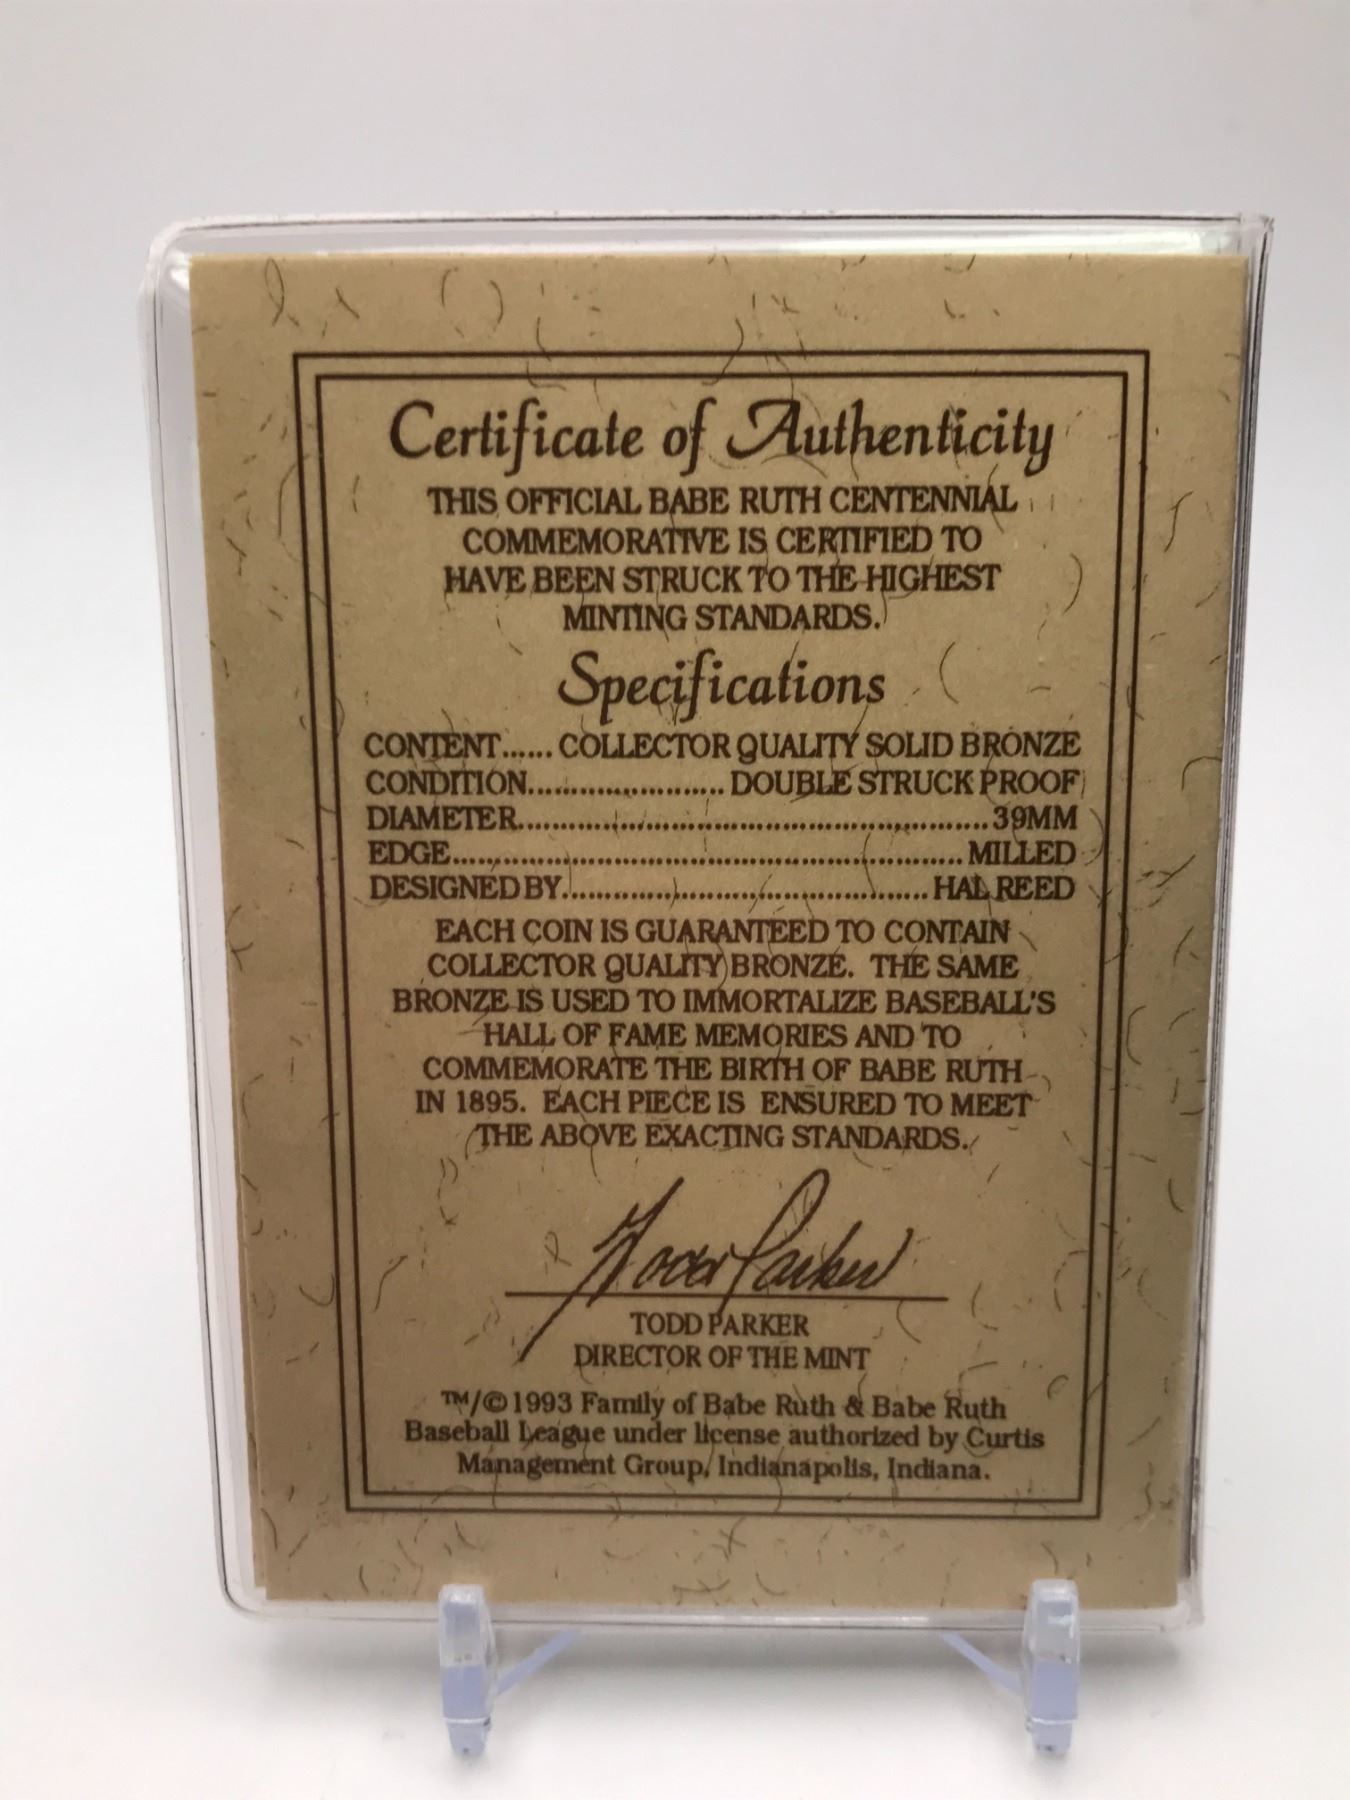 Certificate of Authenticity
THIS OFFICIAL BABE RUTH CENTENNIAL
COMMEMORATIVE IS CERTIFIED TO
HAVE BEEN STRUCK TO THE HIGHEST
MINTING STANDARDS.
Specifications
CONTENT...... COLLECTOR QUALITY SOLID BRONZE
CONDITION....................... DOUBLE STRUCK PROOF
DIAMETER....................................................... 39MM
EDGE............................................................ MILLED
DESIGNED BY.......................................... HAL REED
EACH COIN IS GUARANTEED TO CONTAIN
COLLECTOR QUALITY BRONZE. THE SAME
BRONZE IS USED TO IMMORTALIZE BASEBALL'S
HALL OF FAME MEMORIES AND TO
COMMEMORATE THE BIRTH OF BABE RUTH
IN 1895. EACH PIECE IS ENSURED TO MEET
THE ABOVE EXACTING STANDARDS.
Parker
TODD PARKER
DIRECTOR OF THE MINT
™/© 1993 Family of Babe Ruth & Babe Ruth
Baseball League under license authorized by Curtis
Management Group, Indianapolis, Indiana.